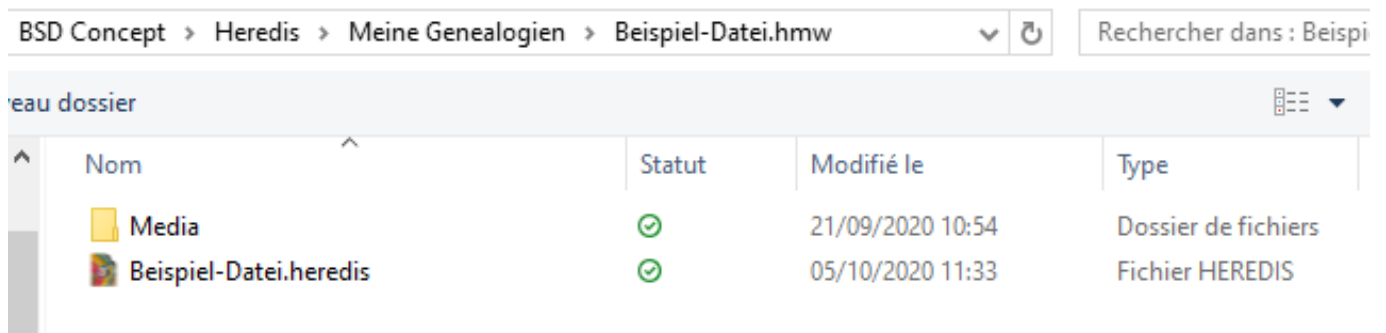 BSD Concept > Heredis > Meine Genealogien > Beispiel-Datei.hmw Rechercher dans : Beispi
eau dossier
Nom Statut Modifié le Type
Media 21/09/2020 10:54 Dossier de fichiers
Beispiel-Datei.heredis 05/10/2020 11:33 Fichier HEREDIS